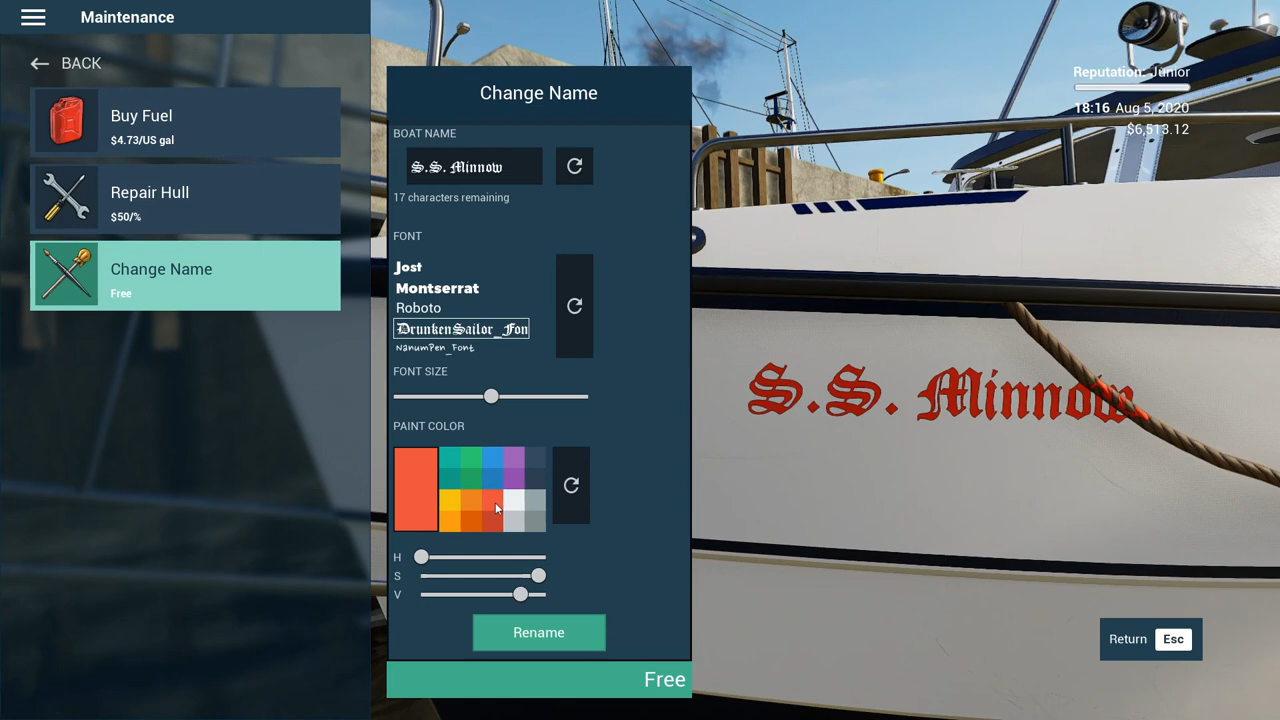 Maintenance
BACK
Buy Fuel
$4.73/US gal
Repair Hull
$50/%
Change Name
Free
Change Name
BOAT NAME
S.S. Minnow
17 characters remaining
FONT
Jost
Montserrat
Roboto
DrunkenSailor_Fon
NanumPen_Font
FONT SIZE
PAINT COLOR
H
S
V
Rename
Free
Reputation: Junior
18:16 Aug 5, 2020
$6,513.12
S.S. Minnow
Return Esc